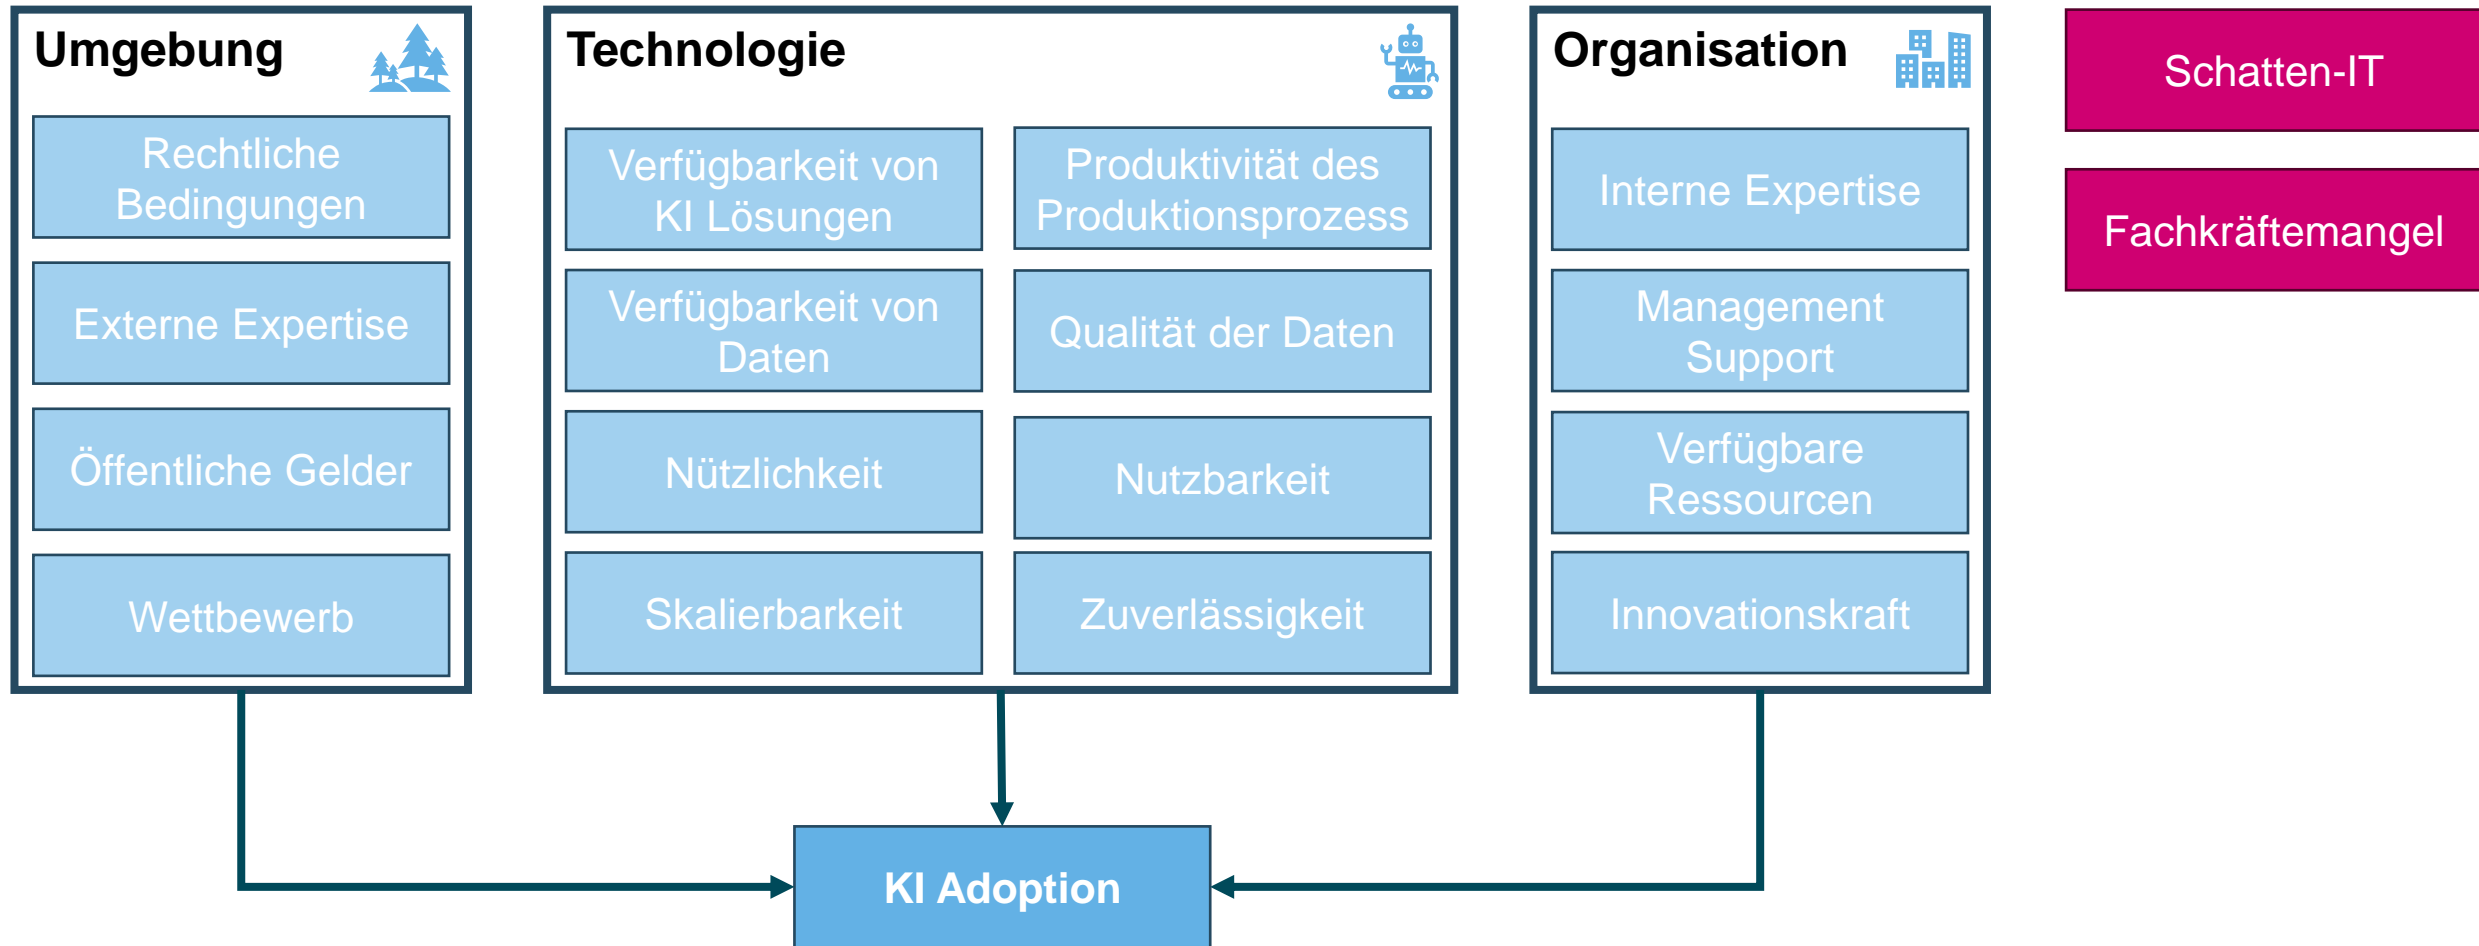 Umgebung
Rechtliche
Bedingungen
Externe Expertise
Öffentliche Gelder
Wettbewerb
Technologie
Verfügbarkeit von
KI Lösungen
Produktivität des
Produktionsprozess
Verfügbarkeit von
Daten
Qualität der Daten
Nützlichkeit
Nutzbarkeit
Skalierbarkeit
Zuverlässigkeit
Organisation
Interne Expertise
Management
Support
Verfügbare
Ressourcen
Innovationskraft
Schatten-IT
Fachkräftemangel
KI Adoption